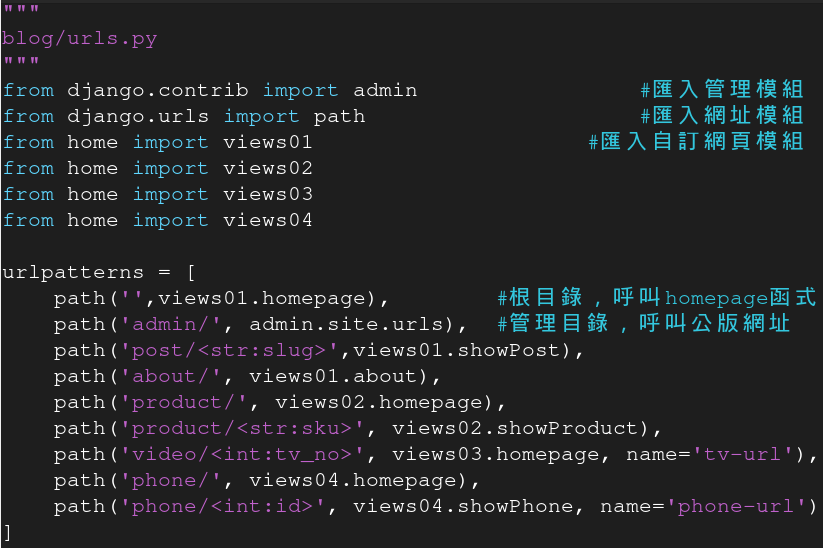 """
blog/urls.py
"""
from django.contrib import admin                 #匯入管理模組
from django.urls import path                     #匯入網址模組
from home import views01                     #匯入自訂網頁模組
from home import views02
from home import views03
from home import views04

urlpatterns = [
    path('',views01.homepage),        #根目錄，呼叫homepage函式
    path('admin/', admin.site.urls),  #管理目錄，呼叫公版網址
    path('post/<str:slug>',views01.showPost),
    path('about/', views01.about),
    path('product/', views02.homepage),
    path('product/<str:sku>', views02.showProduct),
    path('video/<int:tv_no>', views03.homepage, name='tv-url'),
    path('phone/', views04.homepage),
    path('phone/<int:id>', views04.showPhone, name='phone-url')
]